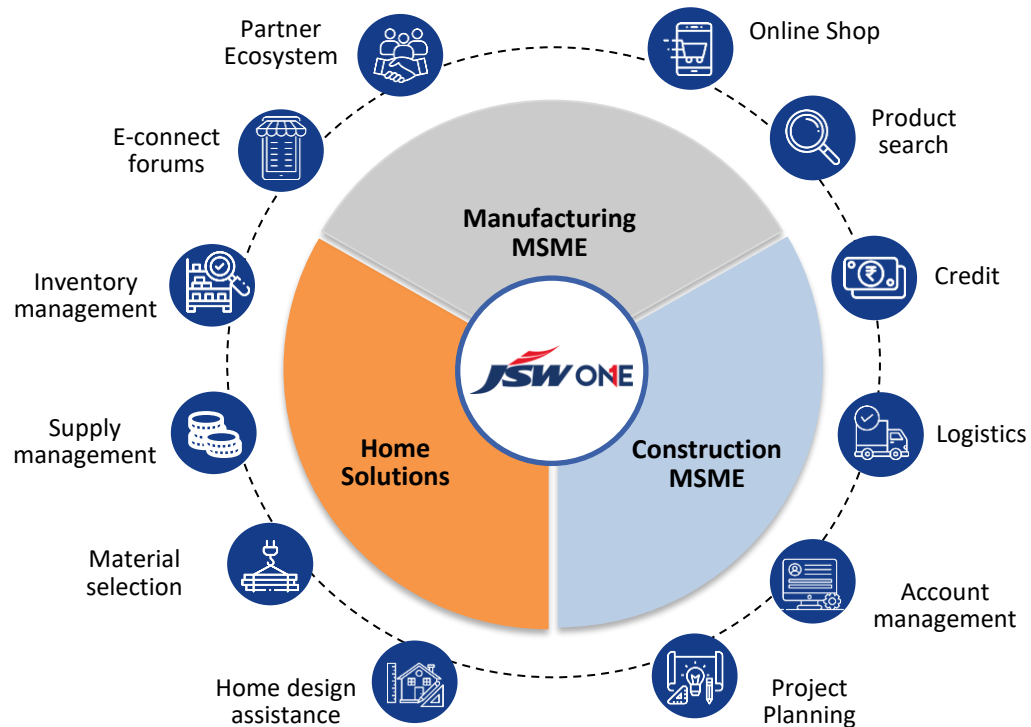 Partner
Ecosystem
Online Shop
E-connect
forums
Product
search
Manufacturing
MSME
Inventory
management
₹
Credit
JSW ONE
Supply
management
Home
Solutions
Construction
MSME
Logistics
Material
selection
Account
management
Home design
assistance
Project
Planning